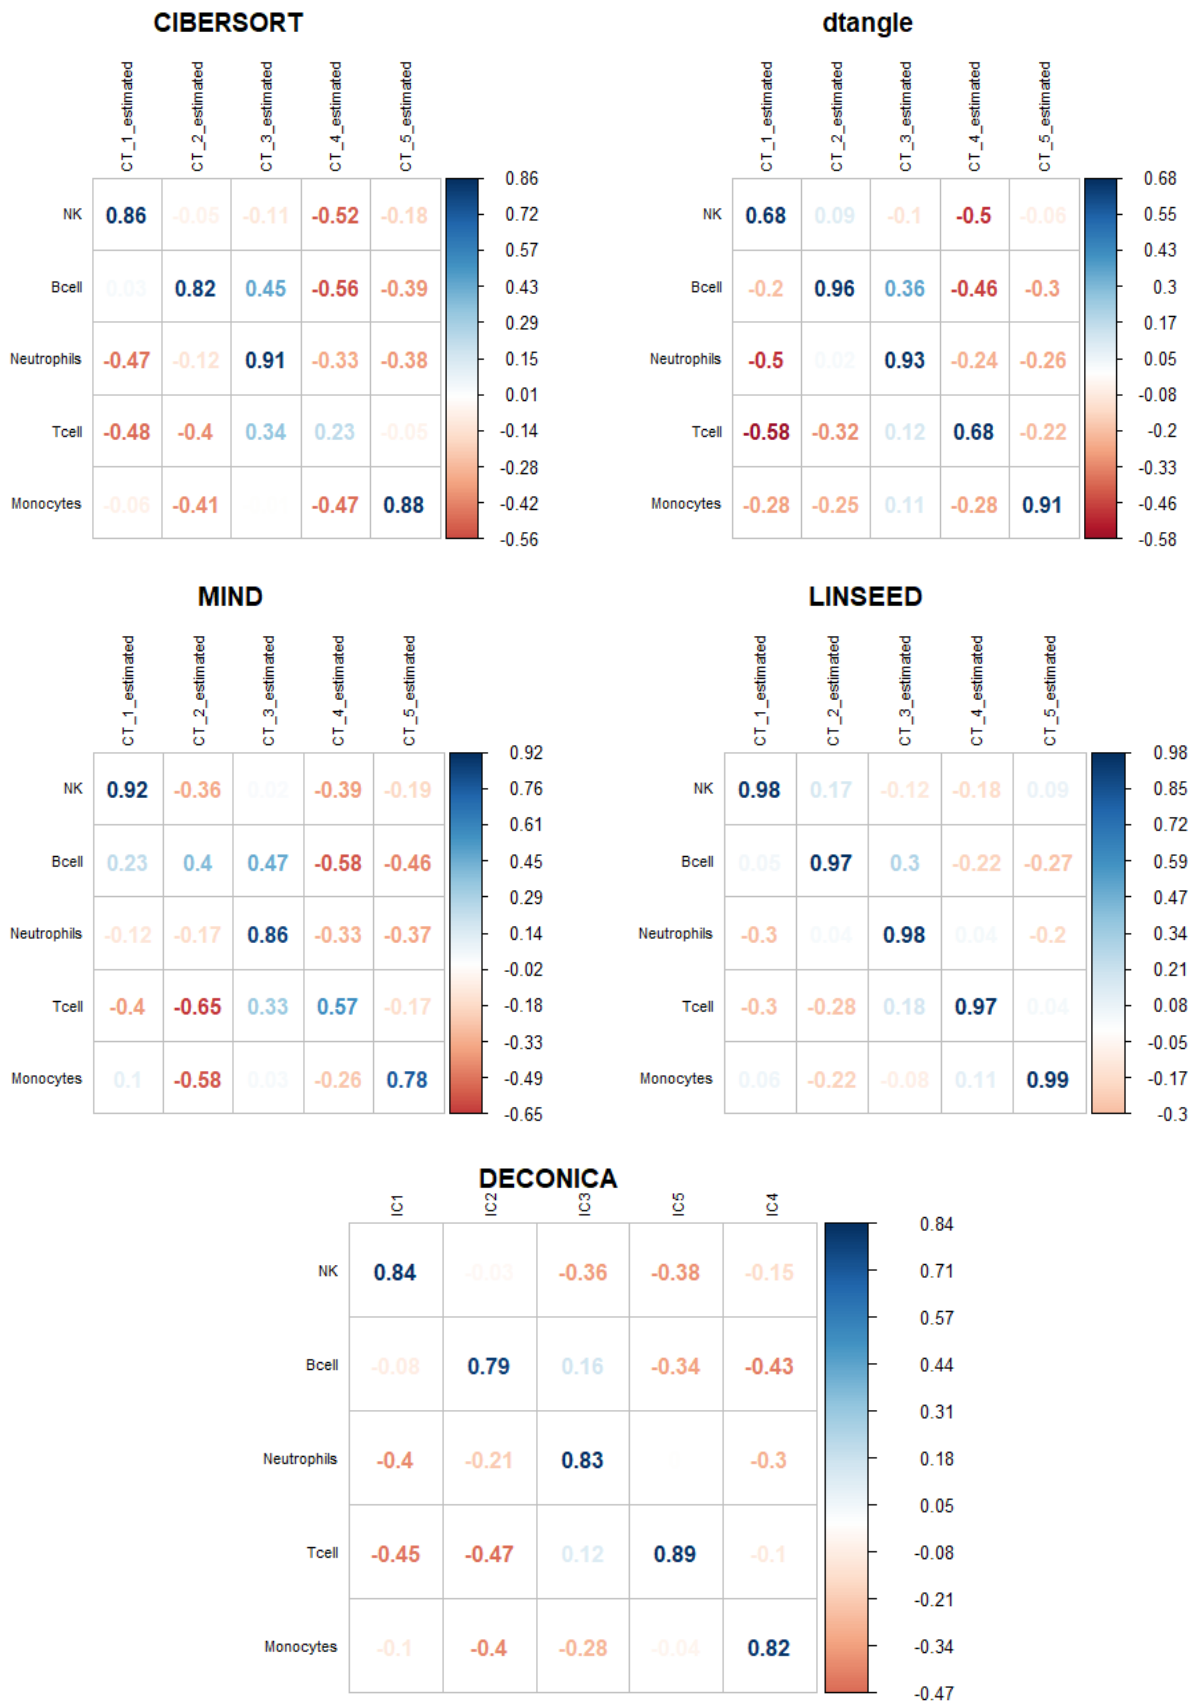 CIBERSORT
CT_1_estimated CT_2_estimated CT_3_estimated CT_4_estimated CT_5_estimated
NK 0.86 -0.05 -0.11 -0.52 -0.18
Bcell 0.03 0.82 0.45 -0.56 -0.39
Neutrophils -0.47 -0.12 0.91 -0.33 -0.38
Tcell -0.48 -0.4 0.34 0.23 -0.05
Monocytes -0.06 -0.41 -0.47 0.88
0.86
0.72
0.57
0.43
0.29
0.15
0.01
-0.14
-0.28
-0.42
-0.56
dtangle
CT_1_estimated CT_2_estimated CT_3_estimated CT_4_estimated CT_5_estimated
NK 0.68 0.09 -0.1 -0.5 -0.06
Bcell -0.2 0.96 0.36 -0.46 -0.3
Neutrophils -0.5 0.02 0.93 -0.24 -0.26
Tcell -0.58 -0.32 0.12 0.68 -0.22
Monocytes -0.28 -0.25 0.11 -0.28 0.91
0.68
0.55
0.43
0.3
0.17
0.05
-0.08
-0.2
-0.33
-0.46
-0.58
MIND
CT_1_estimated CT_2_estimated CT_3_estimated CT_4_estimated CT_5_estimated
NK 0.92 -0.36 0.02 -0.39 -0.19
Bcell 0.23 0.4 0.47 -0.58 -0.46
Neutrophils -0.12 -0.17 0.86 -0.33 -0.37
Tcell -0.4 -0.65 0.33 0.57 -0.17
Monocytes 0.1 -0.58 0.03 -0.26 0.78
0.92
0.76
0.61
0.45
0.29
0.14
-0.02
-0.18
-0.33
-0.49
-0.65
LINSEED
CT_1_estimated CT_2_estimated CT_3_estimated CT_4_estimated CT_5_estimated
NK 0.98 0.17 -0.12 -0.18 0.09
Bcell 0.05 0.97 0.3 -0.22 -0.27
Neutrophils -0.3 0.04 0.98 0.04 -0.2
Tcell -0.3 -0.28 0.18 0.97 0.04
Monocytes 0.06 -0.22 -0.08 0.11 0.99
0.98
0.85
0.72
0.59
0.47
0.34
0.21
0.08
-0.05
-0.17
-0.3
DECONICA
IC1 IC2 IC3 IC5 IC4
NK 0.84 -0.03 -0.36 -0.38 -0.15
Bcell -0.08 0.79 0.16 -0.34 -0.43
Neutrophils -0.4 -0.21 0.83 -0.3
Tcell -0.45 -0.47 0.12 0.89 -0.1
Monocytes -0.1 -0.4 -0.28 -0.04 0.82
0.84
0.71
0.57
0.44
0.31
0.18
0.05
-0.08
-0.21
-0.34
-0.47